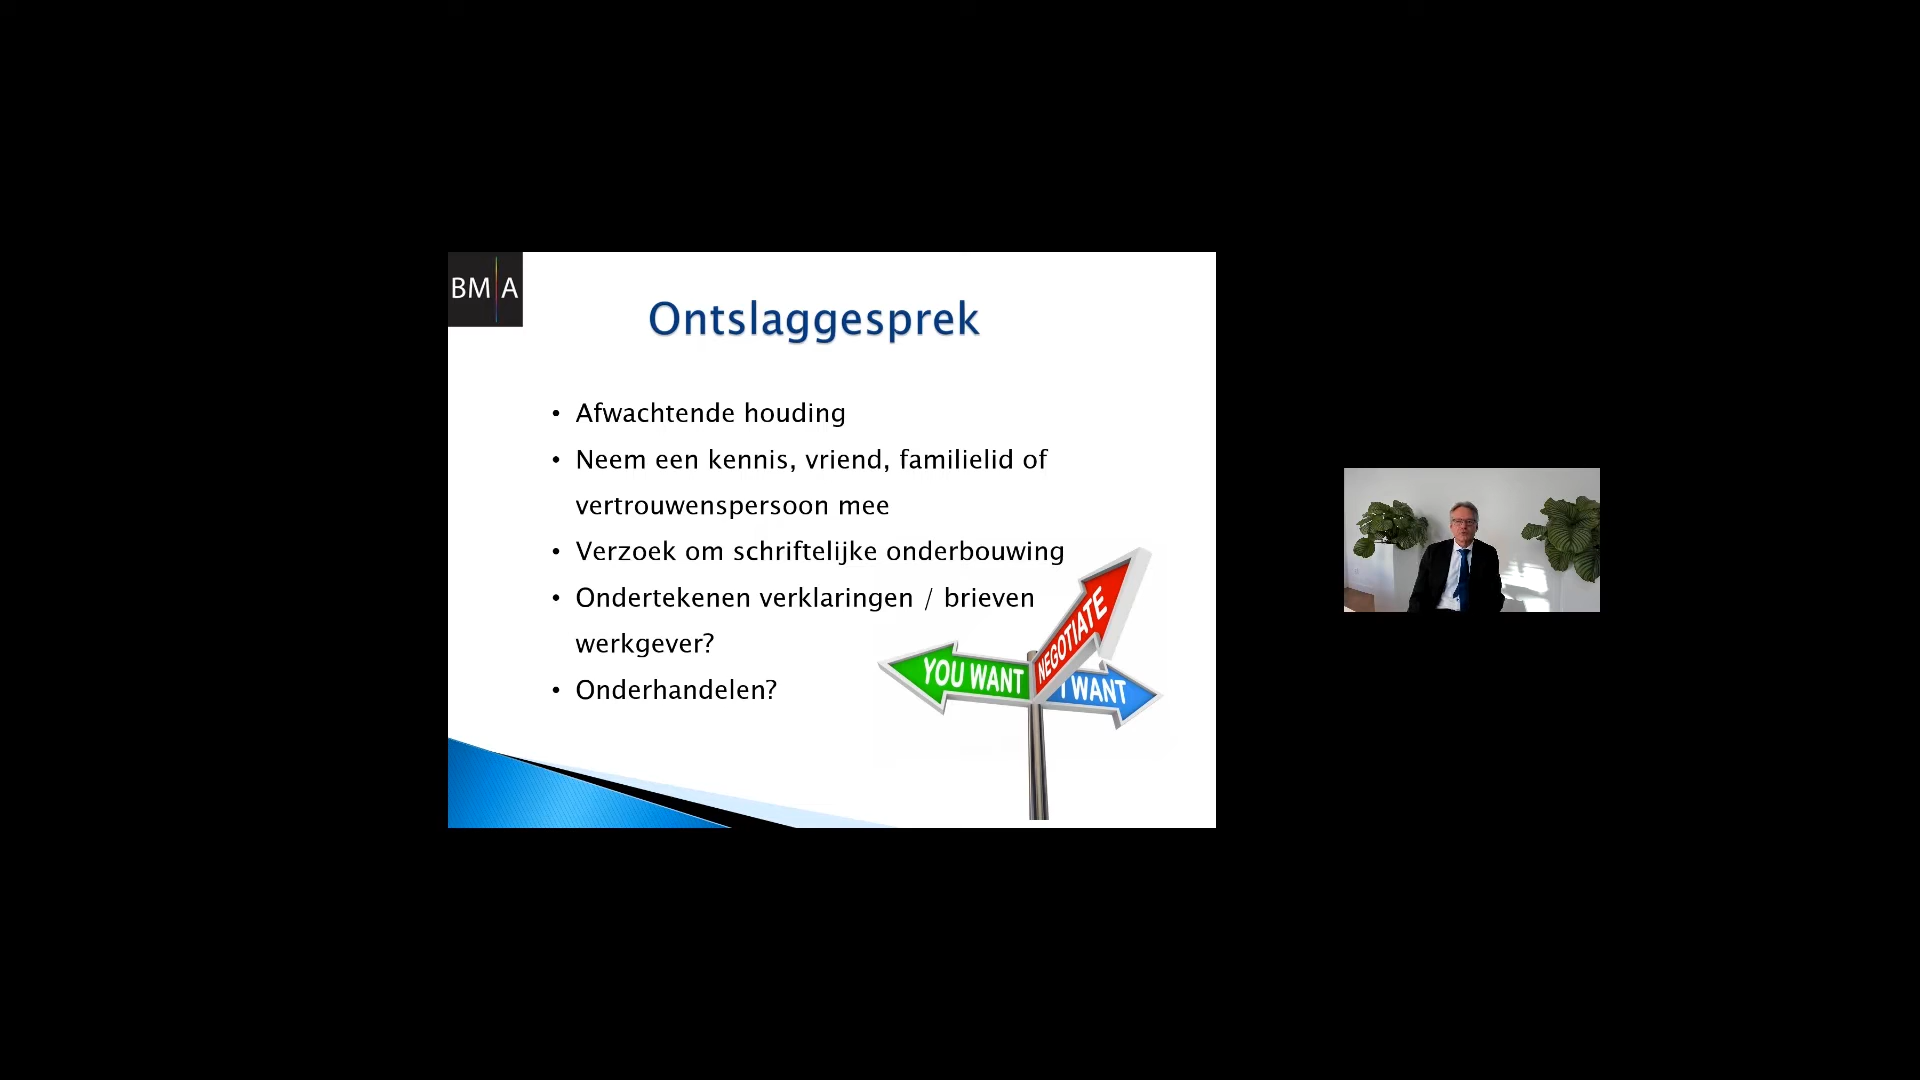 BM|A
Ontslaggesprek
• Afwachtende houding
• Neem een kennis, vriend, familielid of
vertrouwenspersoon mee
• Verzoek om schriftelijke onderbouwing
• Ondertekenen verklaringen / brieven
werkgever?
• Onderhandelen?
YOU WANT
NEGOTIATE
I WANT